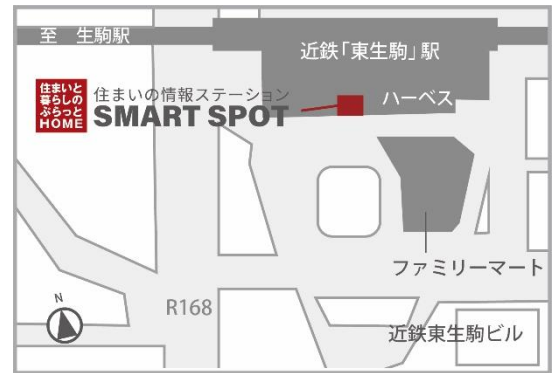 至 生駒駅
近鉄「東生駒」駅
住まいと
暮らしの
ぷらっと
HOME
住まいの情報ステーション
SMART SPOT
ハーベス
ファミリーマート
N
R168
近鉄東生駒ビル